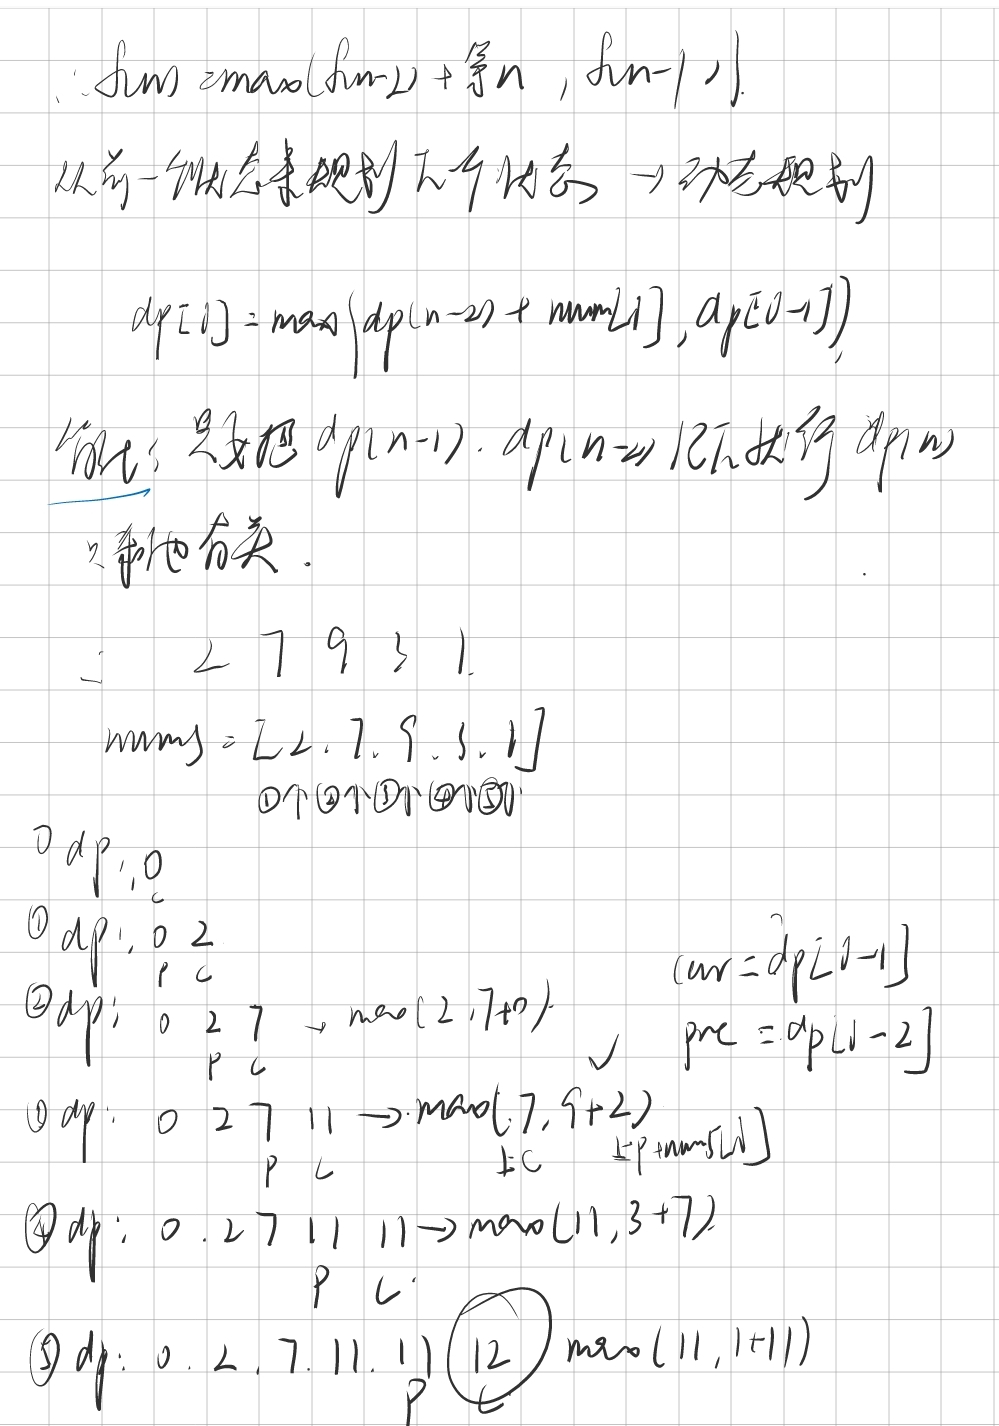 ∴ f(n) = max(f(n-2) + 第n, f(n-1))
从前一个状态来规划下个状态 → 动态规划
dp[i] = max(dp(n-2) + num[i], dp[i-1])
优化: 只要把 dp(n-1). dp(n-2) 记下 执行 dp(n)
只和他有关.
∴ 2 7 9 3 1
nums = [2. 7. 9. 3. 1]
①个 ②个 ③个 ④个 ⑤个
0 dp: 0
c
① dp: 0 2
P C
cur = dp[i-1]
② dp: 0 2 7 → max(2, 7+0)
P C
pre = dp[i-2]
③ dp: 0 2 7 11 → max(7, 9+2)
P C 上C 上P+nums[i]
④ dp: 0. 2 7 11 11 → max(11, 3+7)
P C
⑤ dp: 0. 2. 7. 11. 11 12 max(11, 1+11)
P C